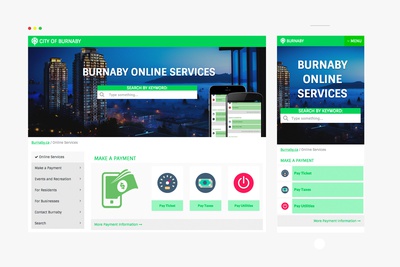 CITY OF BURNABY
BURNABY ONLINE SERVICES
SEARCH BY KEYWORD:
Type something...
Burnaby.ca / Online Services
Online Services
Make a Payment
Events and Recreation
For Residents
For Businesses
Contact Burnaby
Search
MAKE A PAYMENT
Pay Ticket
Pay Taxes
Pay Utilities
More Payment Information
BURNABY
MENU
BURNABY
ONLINE
SERVICES
SEARCH BY KEYWORD:
Type something...
Burnaby.ca / Online Services
MAKE A PAYMENT
Pay Ticket
Pay Taxes
Pay Utilities
More Payment Information